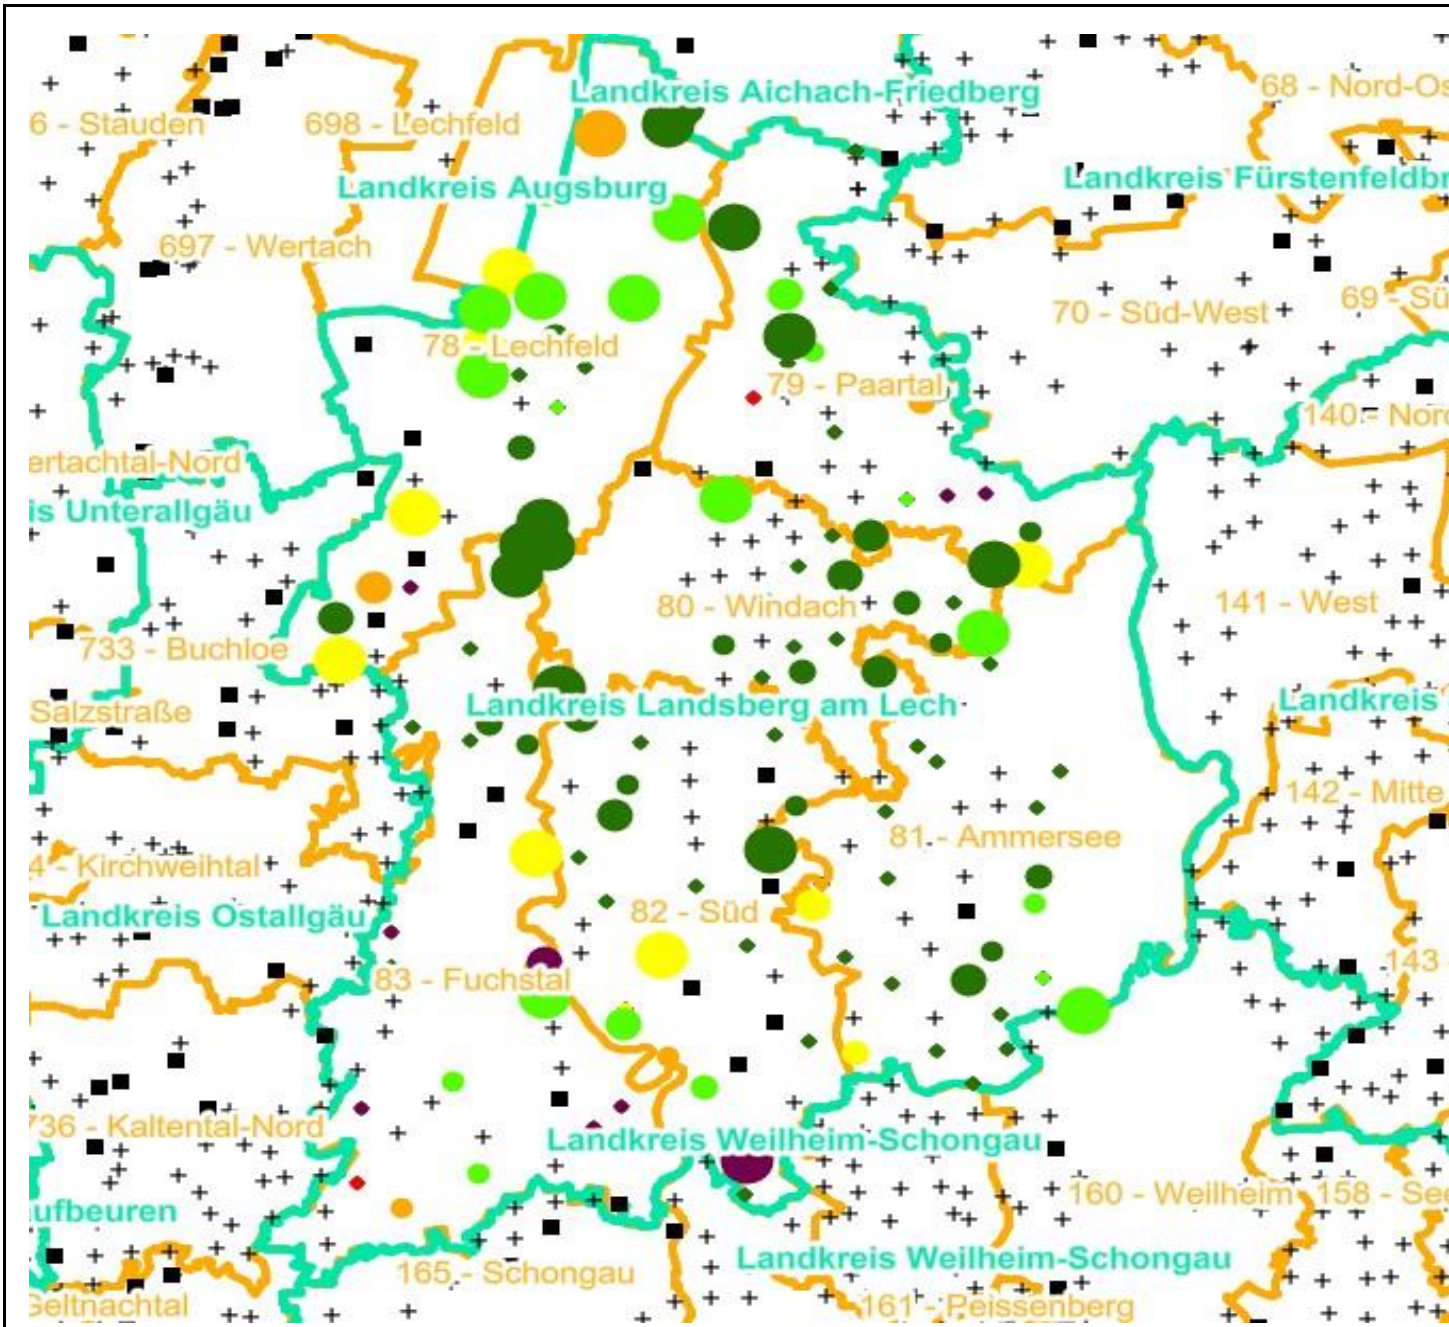 Landkreis Aichach-Friedberg
68 - Nord-Os
6 - Stauden
698 - Lechfeld
Landkreis Augsburg
Landkreis Fürstenfeldbr
697 - Wertach
70 - Süd-West
69 - Sü
78 - Lechfeld
79 - Paartal
140 - Nord
ertachtal-Nord
is Unterallgäu
80 - Windach
141 - West
733 - Buchloe
Salzstraße
Landkreis Landsberg am Lech
Landkreis
142 - Mitte
81 - Ammersee
4 - Kirchweihtal
Landkreis Ostallgäu
82 - Süd
83 - Fuchstal
143 -
736 - Kaltental-Nord
Landkreis Weilheim-Schongau
160 - Weilheim
158 - See
ufbeuren
165 - Schongau
Landkreis Weilheim-Schongau
Geltnachtal
161 - Peissenberg